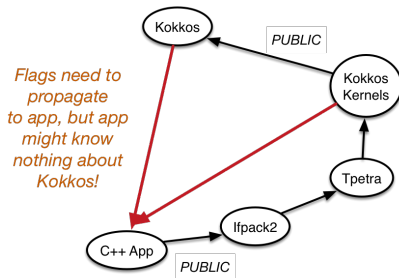 Kokkos
PUBLIC
Kokkos
Kernels
Flags need to
propagate
to app, but app
might know
nothing about
Kokkos!
Tpetra
Ifpack2
C++ App
PUBLIC